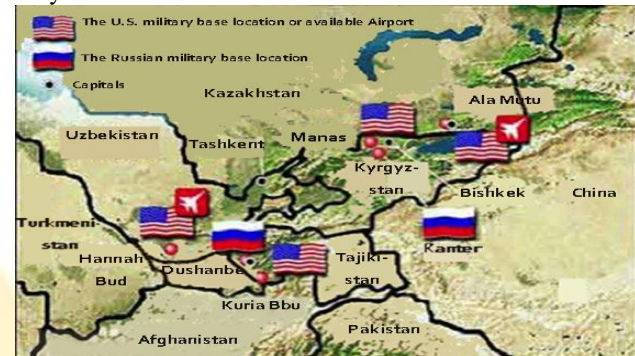 The U.S. military base location or available Airport
The Russian military base location
Capitals
Kazakhstan
Ala Mutu
Uzbekistan
Tashkent
Manas
Kyrgyz-
stan
Bishkek
China
Turkmeni-
stan
Hannah
Bud
Dushanbe
Tajiki-
stan
Kanter
Kuria Bbu
Afghanistan
Pakistan